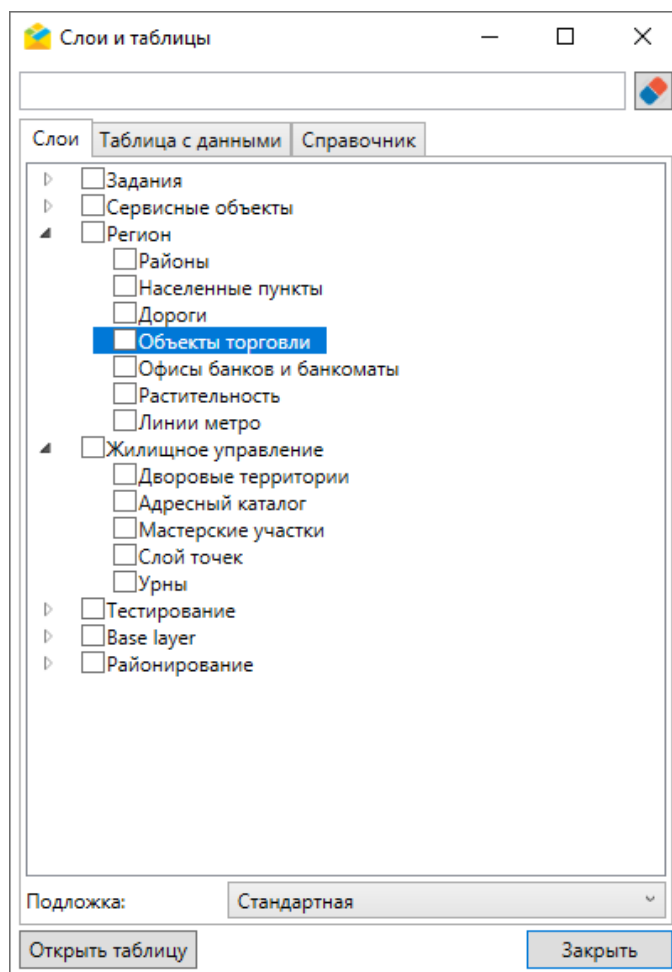 Слои и таблицы
Слои Таблица с данными Справочник
Задания
Сервисные объекты
Регион
Районы
Населенные пункты
Дороги
Объекты торговли
Офисы банков и банкоматы
Растительность
Линии метро
Жилищное управление
Дворовые территории
Адресный каталог
Мастерские участки
Слой точек
Урны
Тестирование
Base layer
Районирование
Подложка: Стандартная
Открыть таблицу Закрыть